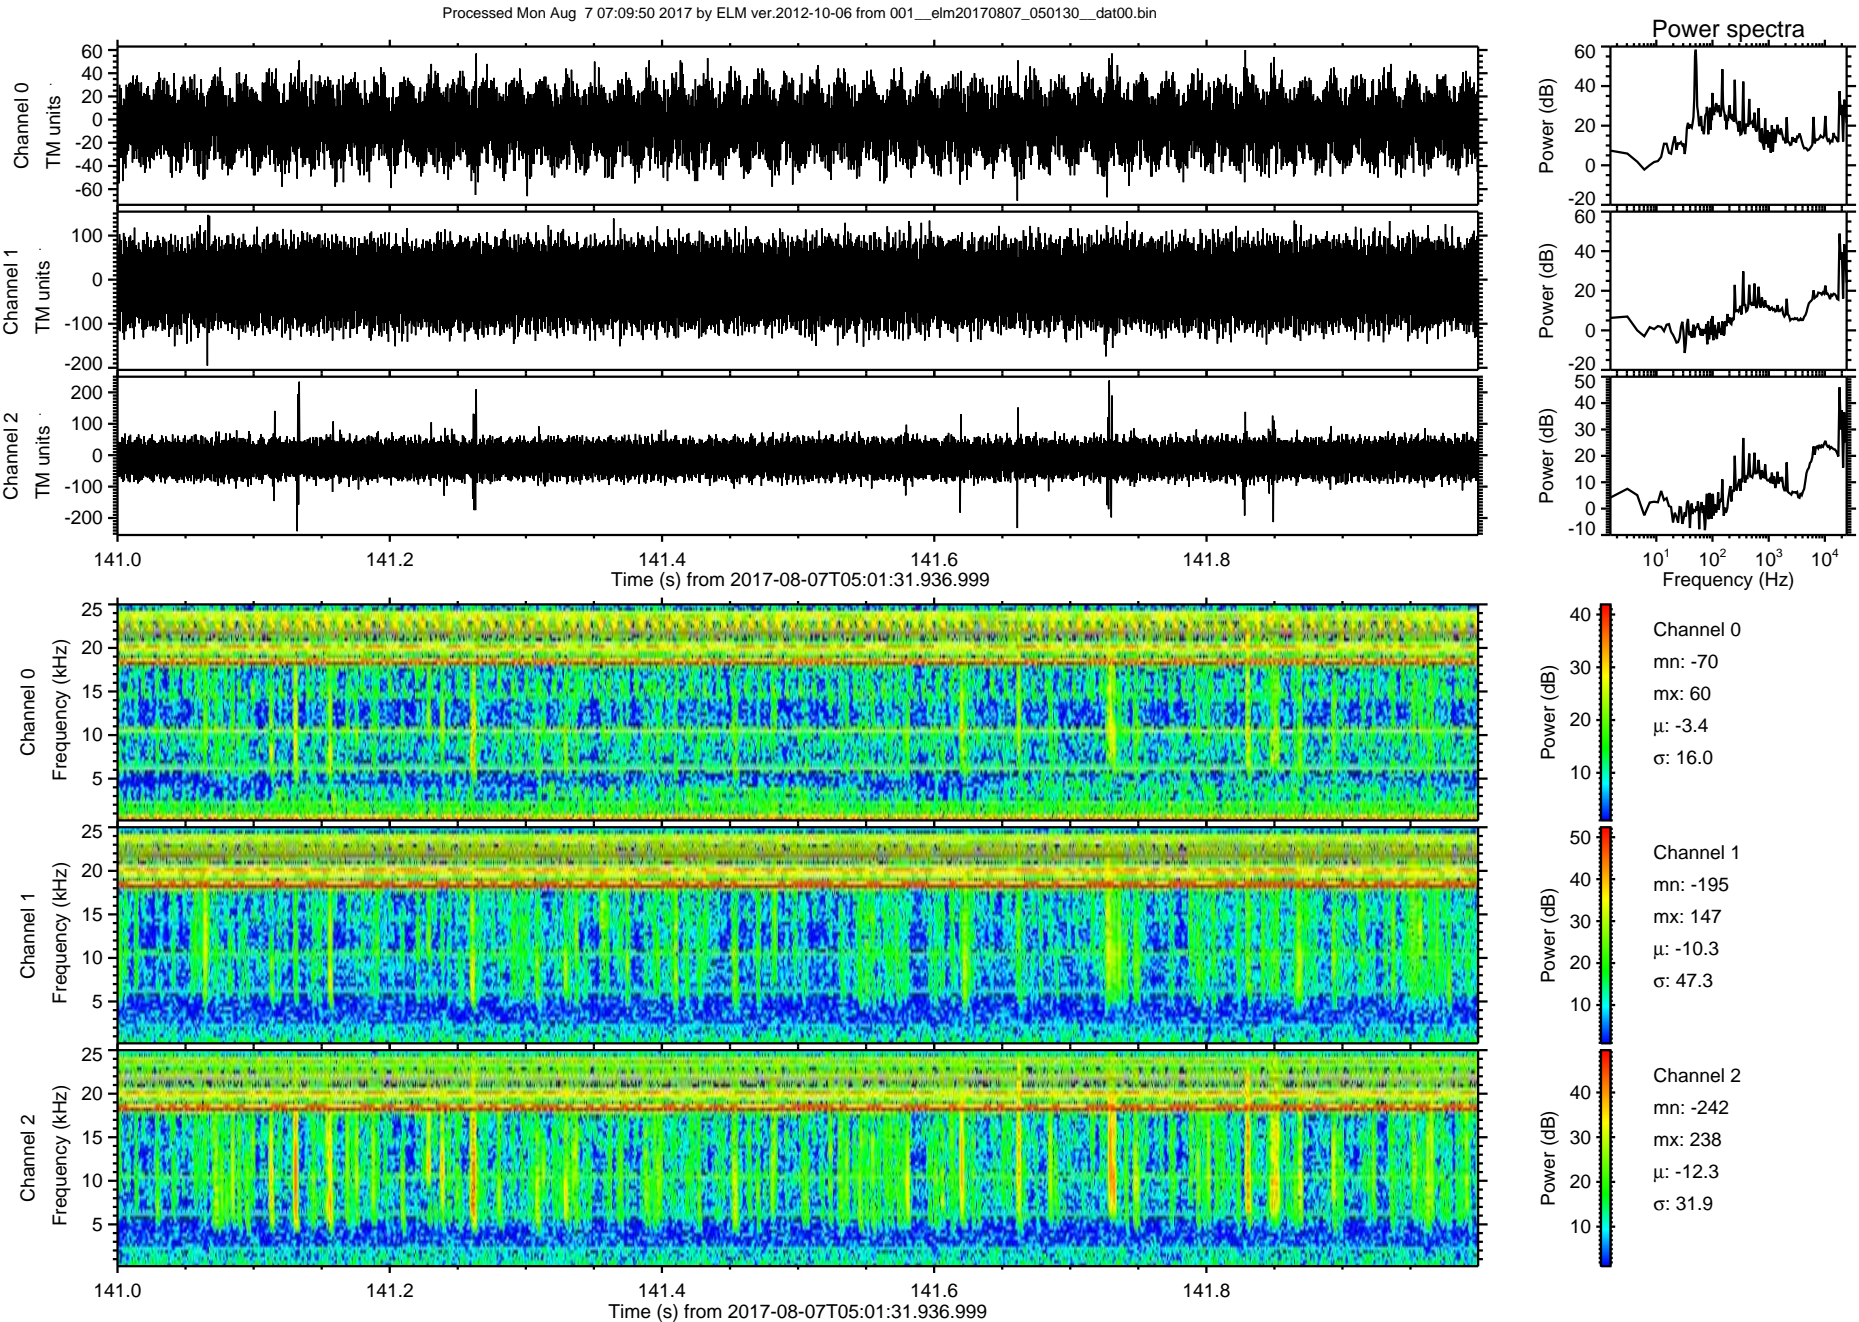 Processed Mon Aug  7 07:09:50 2017 by ELM ver.2012-10-06 from 001__elm20170807_050130__dat00.bin
Power spectra
Channel 0
TM units
60
40
20
0
-20
-40
-60
Power (dB)
60
40
20
0
-20
Channel 1
TM units
100
0
-100
-200
Power (dB)
60
40
20
0
-20
Channel 2
TM units
200
100
0
-100
-200
Power (dB)
50
40
30
20
10
0
-10
141.0 141.2 141.4 141.6 141.8
Time (s) from 2017-08-07T05:01:31.936.999
10^1 10^2 10^3 10^4
Frequency (Hz)
Channel 0
Frequency (kHz)
25
20
15
10
5
Power (dB)
40
30
20
10
Channel 0
mn: -70
mx: 60
µ: -3.4
σ: 16.0
Channel 1
Frequency (kHz)
25
20
15
10
5
Power (dB)
50
40
30
20
10
Channel 1
mn: -195
mx: 147
µ: -10.3
σ: 47.3
Channel 2
Frequency (kHz)
25
20
15
10
5
Power (dB)
40
30
20
10
Channel 2
mn: -242
mx: 238
µ: -12.3
σ: 31.9
141.0 141.2 141.4 141.6 141.8
Time (s) from 2017-08-07T05:01:31.936.999